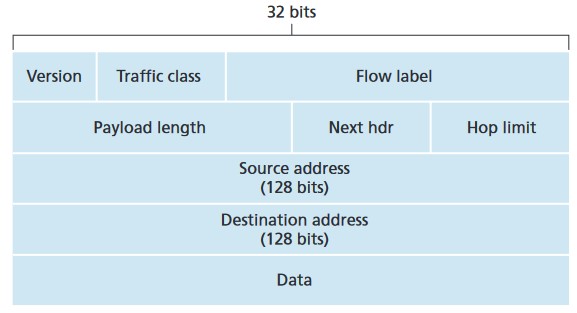 32 bits
Version Traffic class Flow label
Payload length Next hdr Hop limit
Source address
(128 bits)
Destination address
(128 bits)
Data